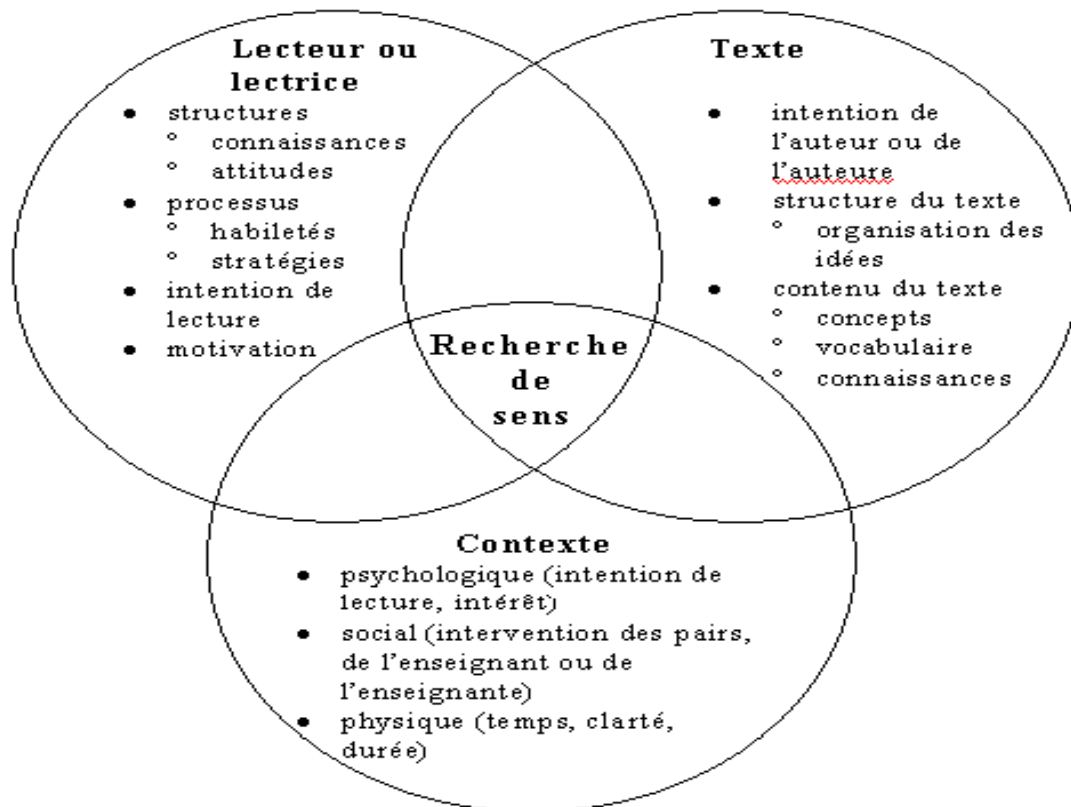 Lecteur ou
lectrice
● structures
° connaissances
° attitudes
● processus
° habiletés
° stratégies
● intention de
lecture
● motivation
Texte
● intention de
l'auteur ou de
l'auteure
● structure du texte
° organisation des
idées
● contenu du texte
° concepts
° vocabulaire
° connaissances
Recherche
de
sens
Contexte
● psychologique (intention de
lecture, intérêt)
● social (intervention des pairs,
de l'enseignant ou de
l'enseignante)
● physique (temps, clarté,
durée)